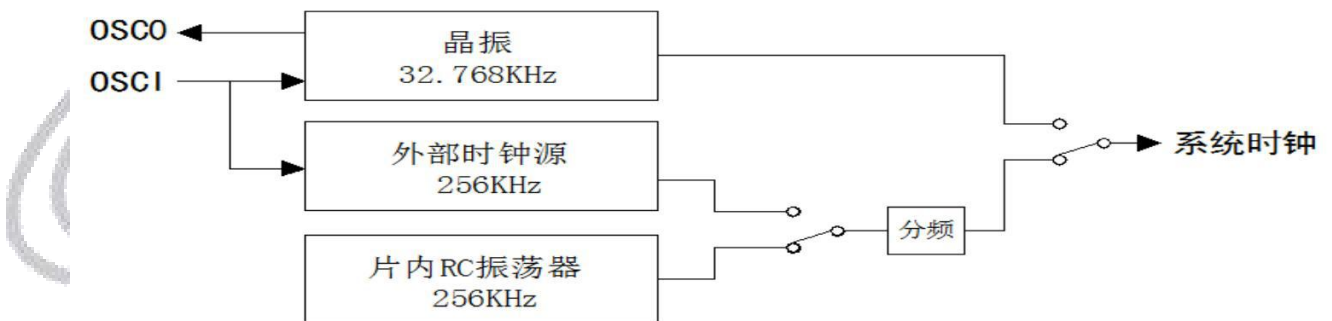 OSCO
OSCI
晶振
32.768KHz
外部时钟源
256KHz
片内RC振荡器
256KHz
分频
系统时钟